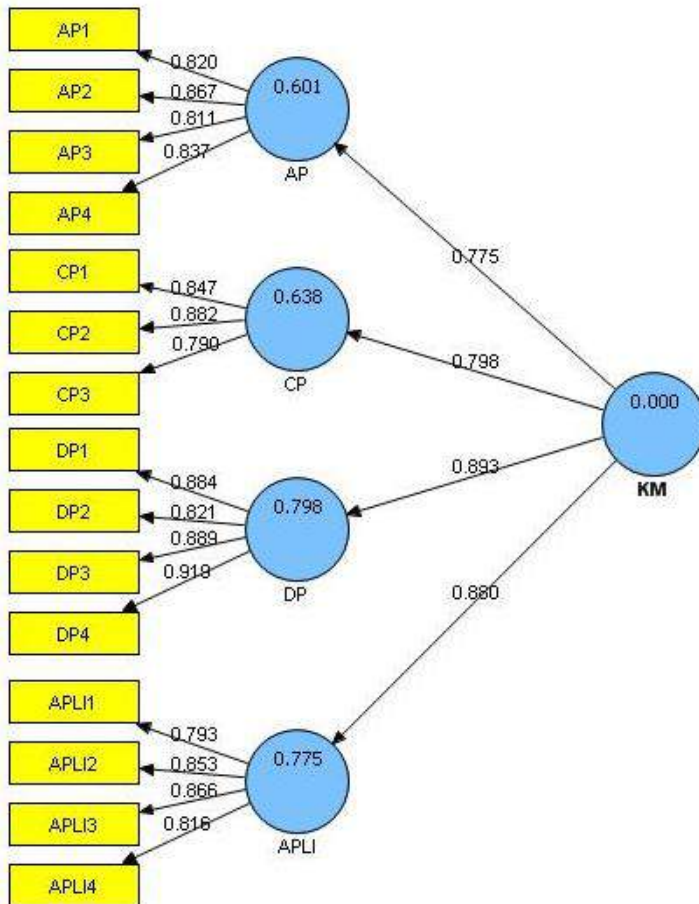 AP1
0.820
AP2
0.867
0.601
AP3
0.811
0.837
AP
AP4
0.775
CP1
0.847
CP2
0.882
0.638
0.790
CP3
CP
0.798
0.000
KM
DP1
0.884
0.893
DP2
0.821
0.798
0.889
DP3
0.919
DP
DP4
0.880
APLI1
0.793
APLI2
0.853
0.775
0.866
APLI3
0.816
APLI
APLI4